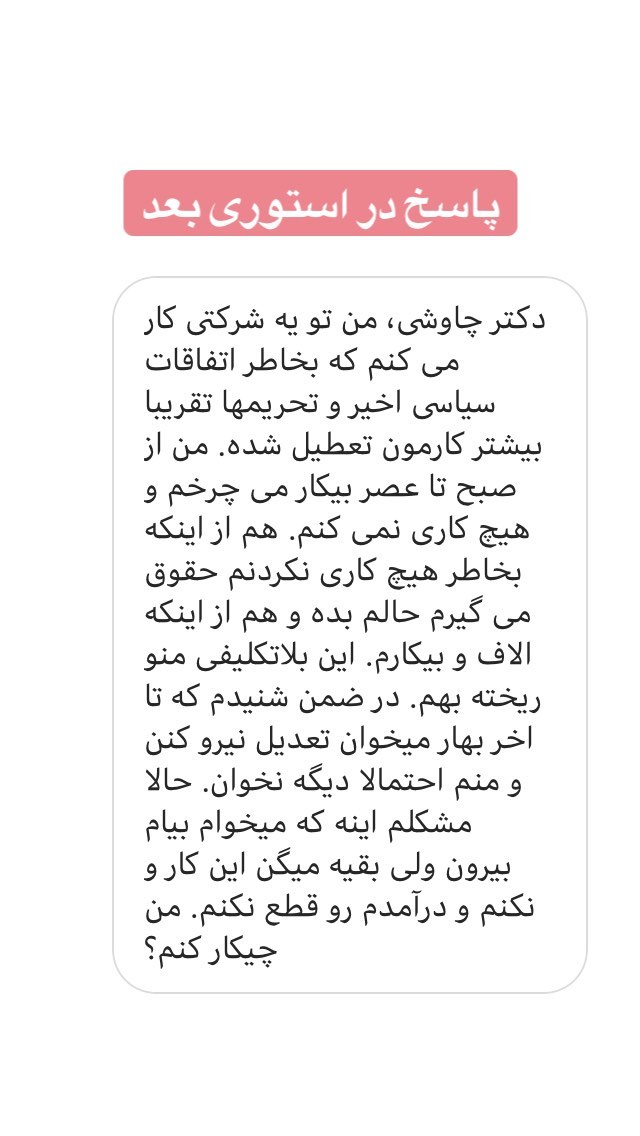 پاسخ در استوری بعد
دکتر چاوشی، من تو یه شرکتی کار
می کنم که بخاطر اتفاقات
سیاسی اخیر و تحریمها تقریبا
بیشتر کارمون تعطیل شده. من از
صبح تا عصر بیکار می چرخم و
هیچ کاری نمی کنم. هم از اینکه
بخاطر هیچ کاری نکردنم حقوق
می گیرم حالم بده و هم از اینکه
الاف و بیکارم. این بلاتکلیفی منو
ریخته بهم. در ضمن شنیدم که تا
اخر بهار میخوان تعدیل نیرو کنن
و منم احتمالا دیگه نخوان. حالا
مشکلم اینه که میخوام بیام
بیرون ولی بقیه میگن این کار و
نکنم و درآمدم رو قطع نکنم. من
چیکار کنم؟